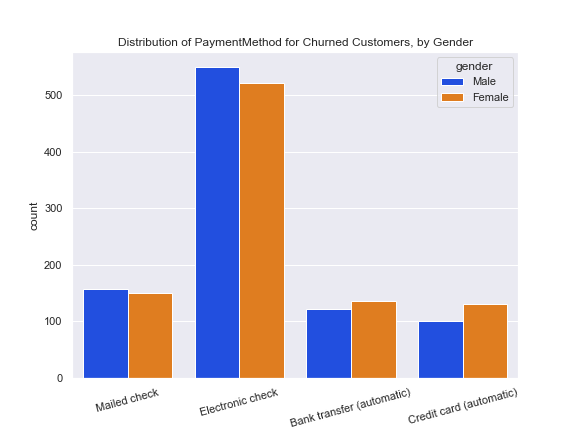 Distribution of PaymentMethod for Churned Customers, by Gender
gender
Male
Female
count
500
400
300
200
100
0
Mailed check
Electronic check
Bank transfer (automatic)
Credit card (automatic)